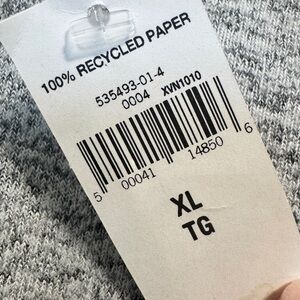 100% RECYCLED PAPER
535493-01-4
0004 XVN1010
5 00041 14850 6
XL
TG